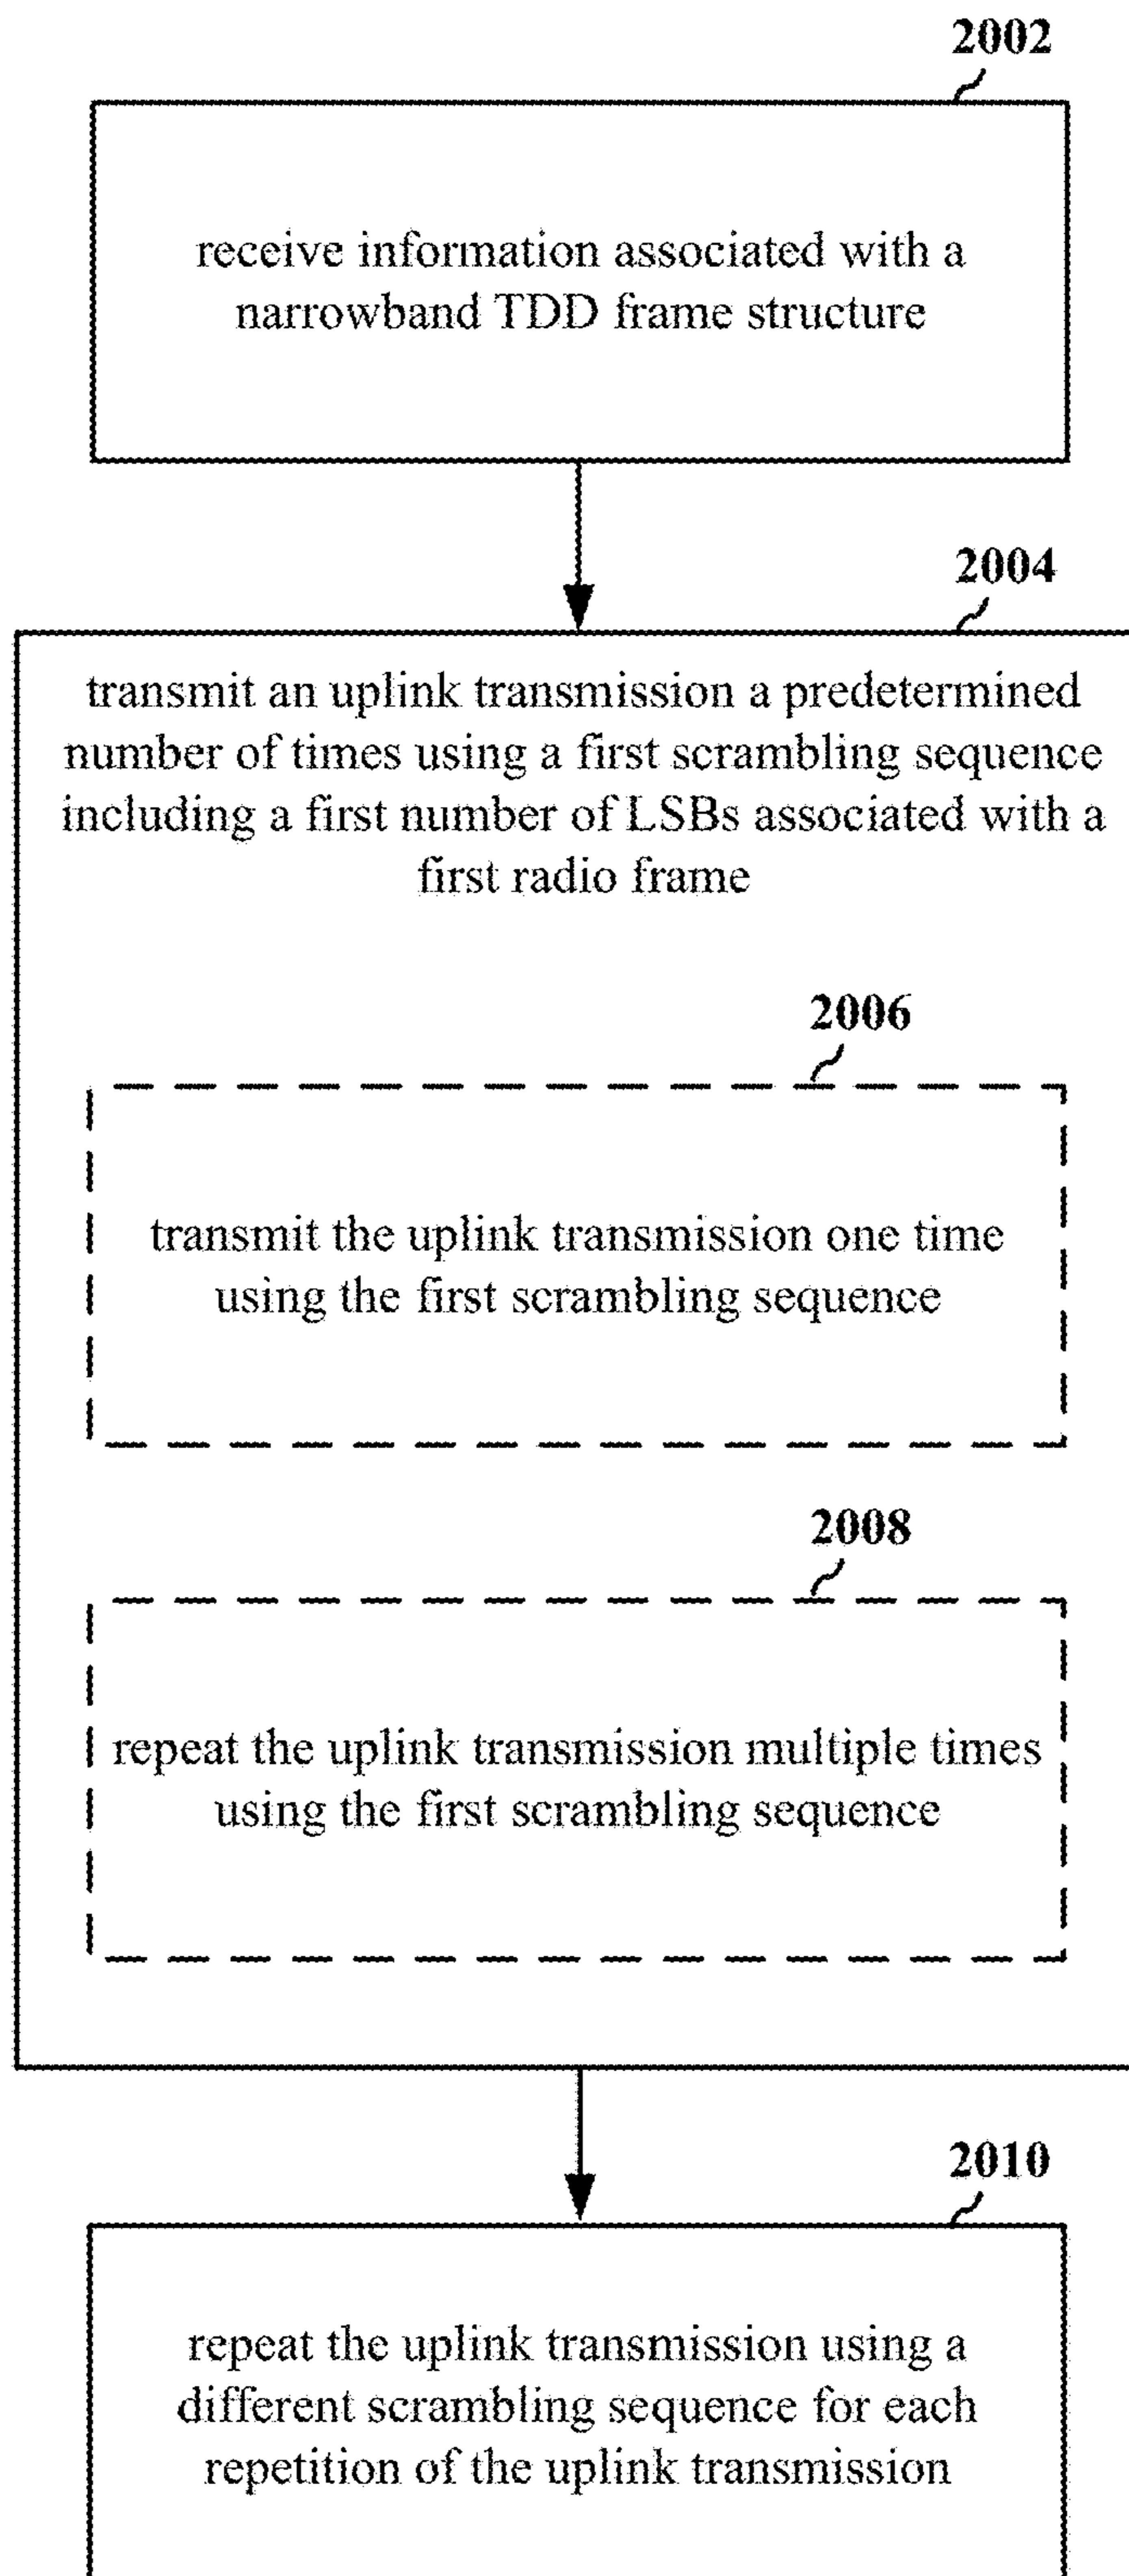 2002
receive information associated with a
narrowband TDD frame structure
2004
transmit an uplink transmission a predetermined
number of times using a first scrambling sequence
including a first number of LSBs associated with a
first radio frame
2006
transmit the uplink transmission one time
using the first scrambling sequence
2008
repeat the uplink transmission multiple times
using the first scrambling sequence
2010
repeat the uplink transmission using a
different scrambling sequence for each
repetition of the uplink transmission